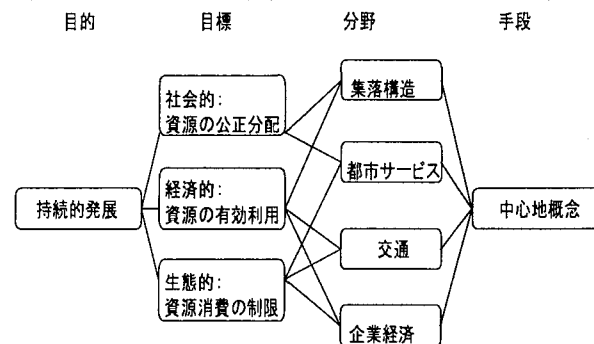 目的 目標 分野 手段
社会的：
資源の公正分配
経済的：
資源の有効利用
生態的：
資源消費の制限
持続的発展
集落構造
都市サービス
交通
企業経済
中心地概念